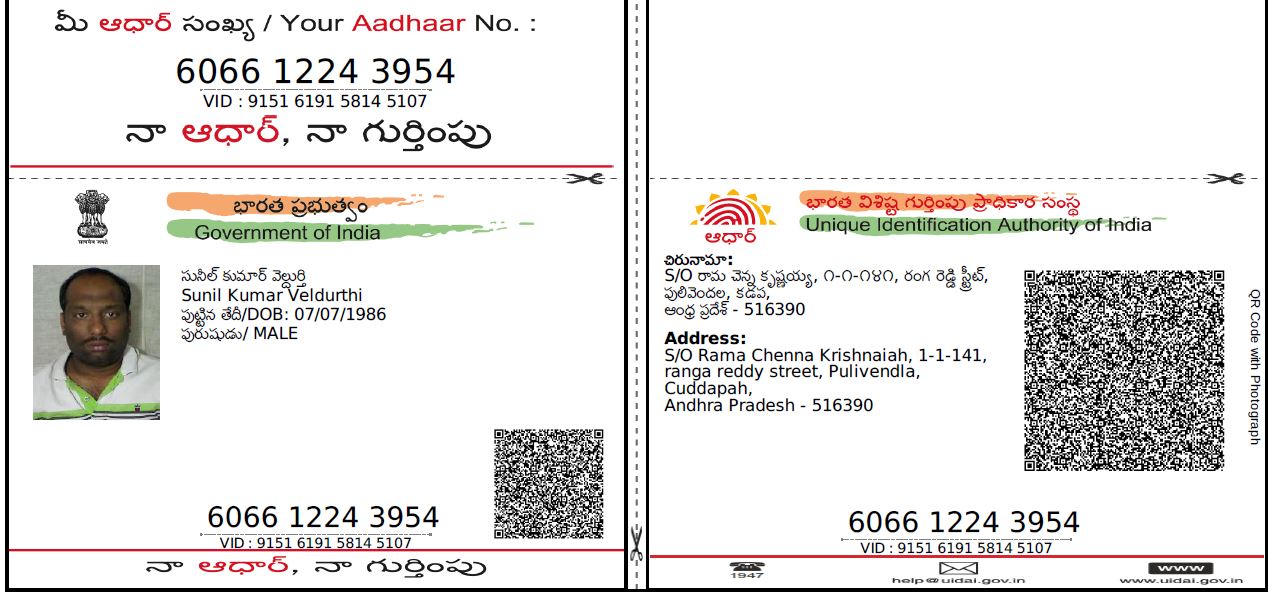 మీ ఆధార్ సంఖ్య / Your Aadhaar No. :
6066 1224 3954
VID : 9151 6191 5814 5107
నా ఆధార్, నా గుర్తింపు
భారత ప్రభుత్వం
Government of India
सत्यमेव जयते
సునీల్ కుమార్ వెల్దుర్తి
Sunil Kumar Veldurthi
పుట్టిన తేదీ/DOB: 07/07/1986
పురుషుడు/ MALE
6066 1224 3954
VID : 9151 6191 5814 5107
నా ఆధార్, నా గుర్తింపు
భారత విశిష్ట గుర్తింపు ప్రాధికార సంస్థ
Unique Identification Authority of India
ఆధార్
చిరునామా:
S/O రామ చెన్న కృష్ణయ్య, ౧-౧-౧౪౧, రంగ రెడ్డి స్ట్రీట్,
పులివెందల, కడప,
ఆంధ్ర ప్రదేశ్ - 516390
Address:
S/O Rama Chenna Krishnaiah, 1-1-141,
ranga reddy street, Pulivendla,
Cuddapah,
Andhra Pradesh - 516390
QR Code with Photograph
6066 1224 3954
VID : 9151 6191 5814 5107
1947
help@uidai.gov.in
www
www.uidai.gov.in